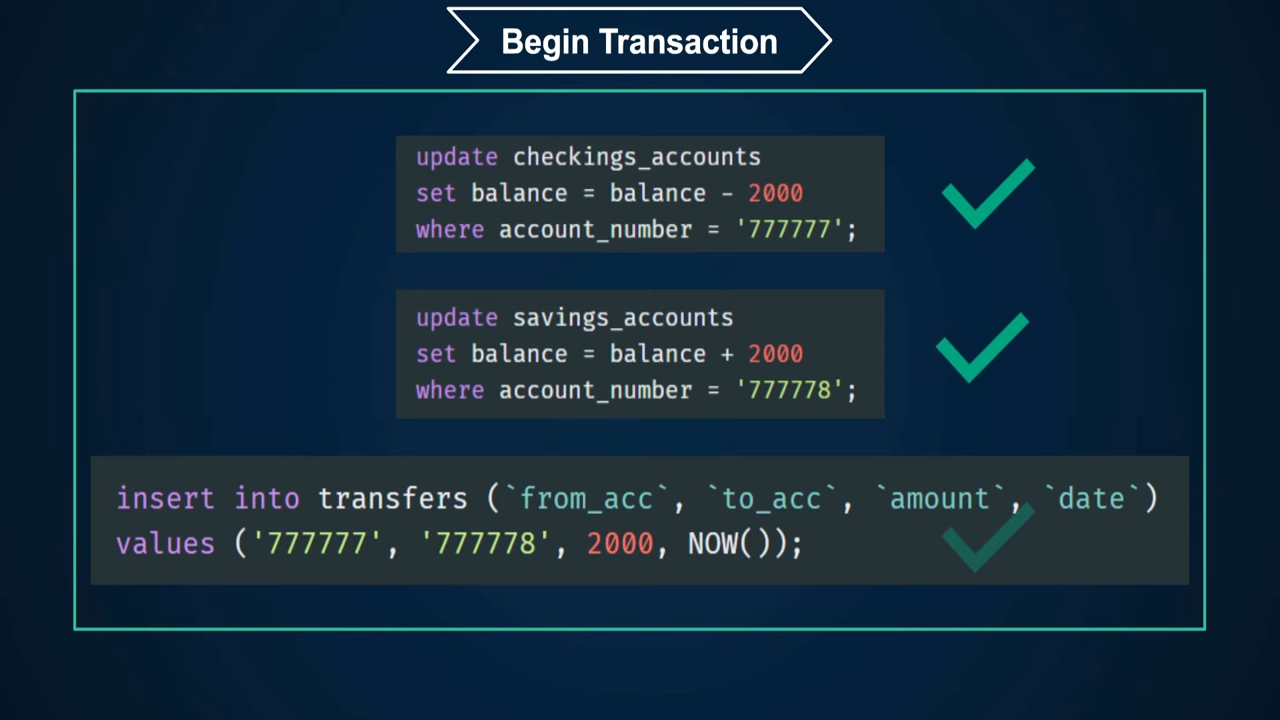 Begin Transaction
update checkings_accounts
set balance = balance - 2000
where account_number = '777777';
update savings_accounts
set balance = balance + 2000
where account_number = '777778';
insert into transfers (`from_acc`, `to_acc`, `amount`, `date`)
values ('777777', '777778', 2000, NOW());